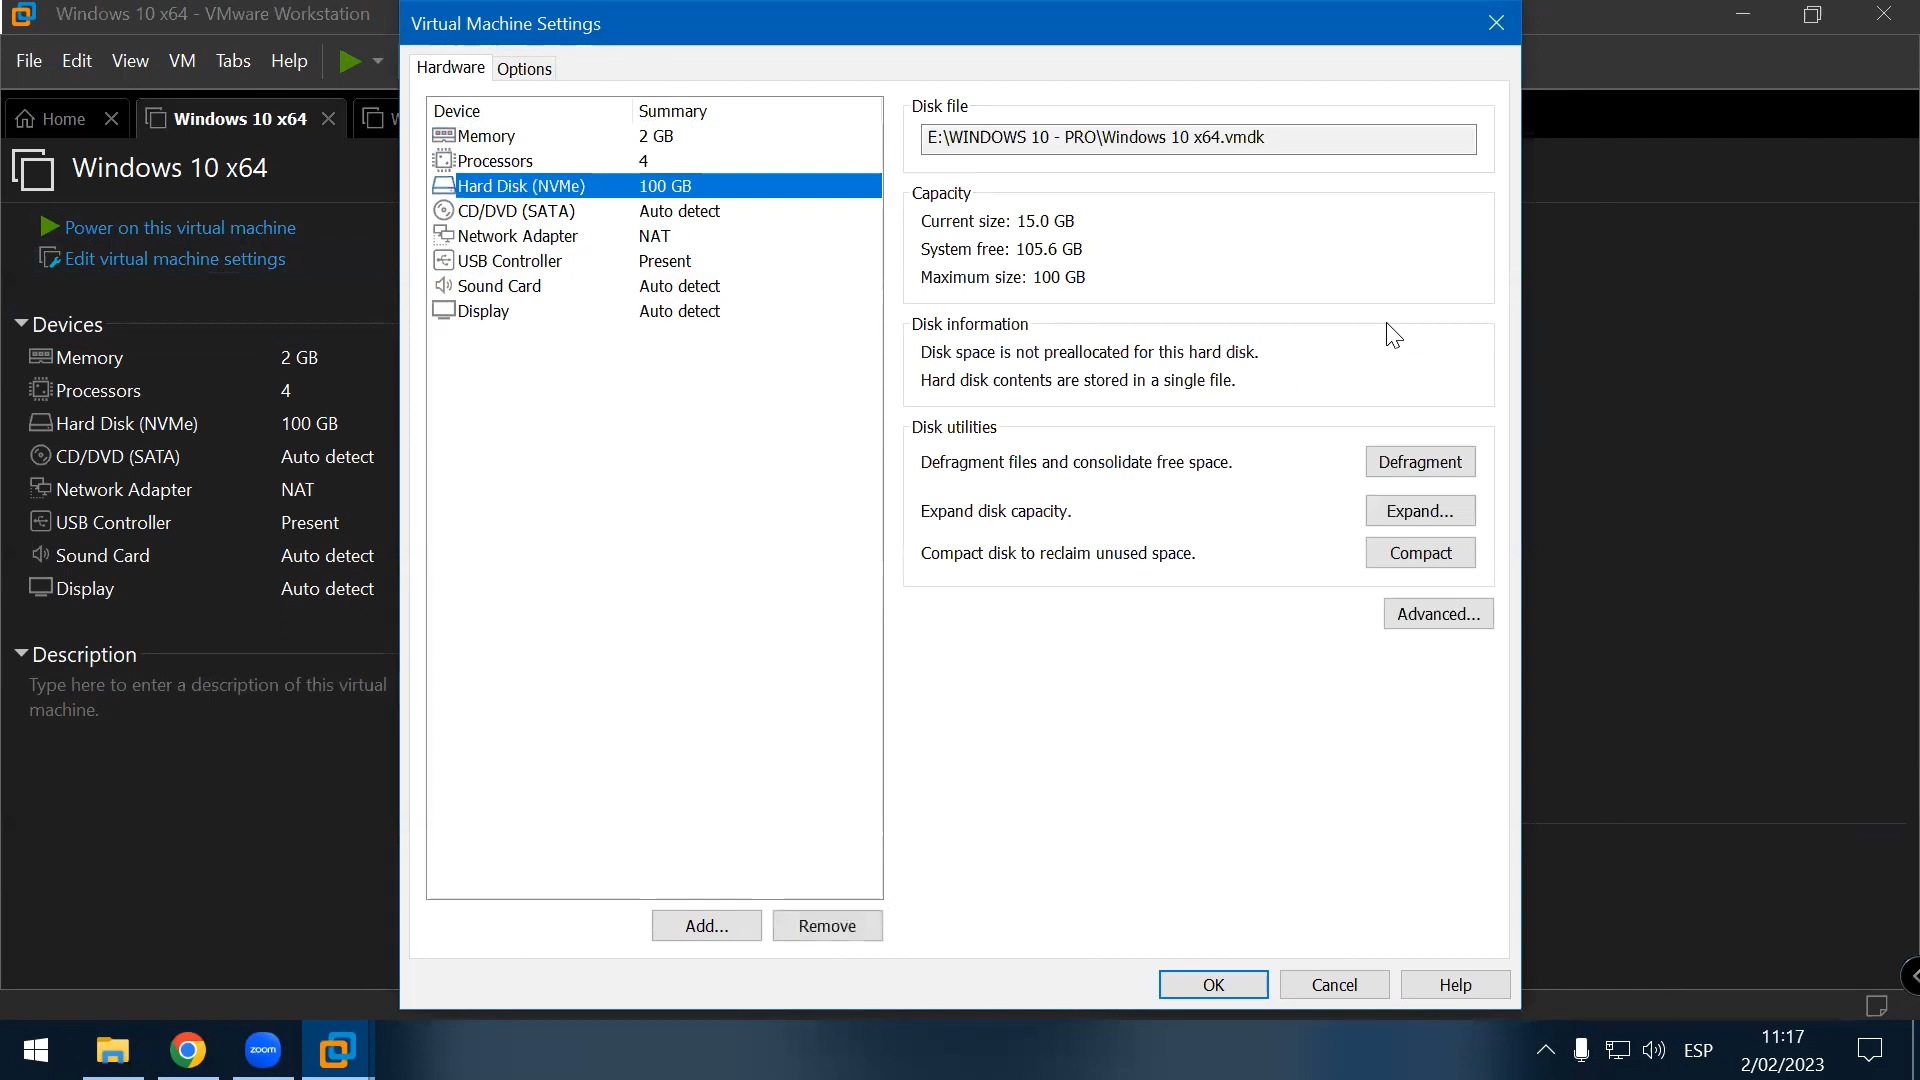 Windows 10 x64 - VMware Workstation
Virtual Machine Settings
File Edit View VM Tabs Help
Hardware Options
Home
Windows 10 x64
Windows 10 x64
Power on this virtual machine
Edit virtual machine settings
Devices
Memory 2 GB
Processors 4
Hard Disk (NVMe) 100 GB
CD/DVD (SATA) Auto detect
Network Adapter NAT
USB Controller Present
Sound Card Auto detect
Display Auto detect
Description
Type here to enter a description of this virtual
machine.
Device Summary
Memory 2 GB
Processors 4
Hard Disk (NVMe) 100 GB
CD/DVD (SATA) Auto detect
Network Adapter NAT
USB Controller Present
Sound Card Auto detect
Display Auto detect
Add... Remove
Disk file
E:\WINDOWS 10 - PRO\Windows 10 x64.vmdk
Capacity
Current size: 15.0 GB
System free: 105.6 GB
Maximum size: 100 GB
Disk information
Disk space is not preallocated for this hard disk.
Hard disk contents are stored in a single file.
Disk utilities
Defragment files and consolidate free space. Defragment
Expand disk capacity. Expand...
Compact disk to reclaim unused space. Compact
Advanced...
OK Cancel Help
zoom
ESP
11:17
2/02/2023